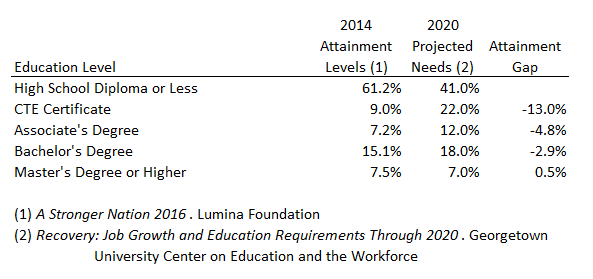 2014 2020
Attainment Projected Attainment
Education Level Levels (1) Needs (2) Gap
High School Diploma or Less 61.2% 41.0%
CTE Certificate 9.0% 22.0% -13.0%
Associate's Degree 7.2% 12.0% -4.8%
Bachelor's Degree 15.1% 18.0% -2.9%
Master's Degree or Higher 7.5% 7.0% 0.5%
(1) A Stronger Nation 2016. Lumina Foundation
(2) Recovery: Job Growth and Education Requirements Through 2020. Georgetown
University Center on Education and the Workforce